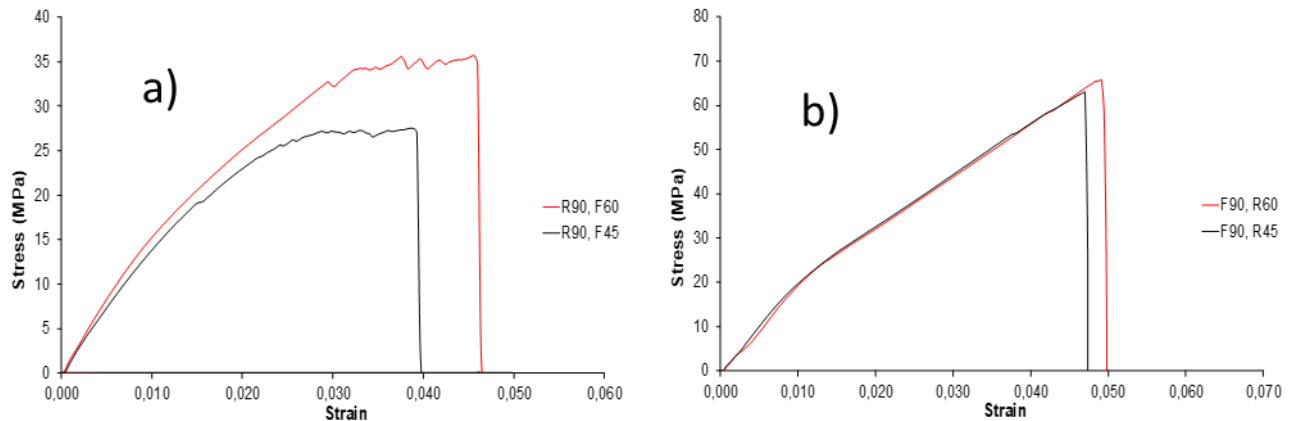 a)
Stress (MPa)
40
35
30
25
20
15
10
5
0
0,000 0,010 0,020 0,030 0,040 0,050 0,060
Strain
R90, F60
R90, F45
b)
Stress (MPa)
80
70
60
50
40
30
20
10
0
0,000 0,010 0,020 0,030 0,040 0,050 0,060 0,070
Strain
F90, R60
F90, R45